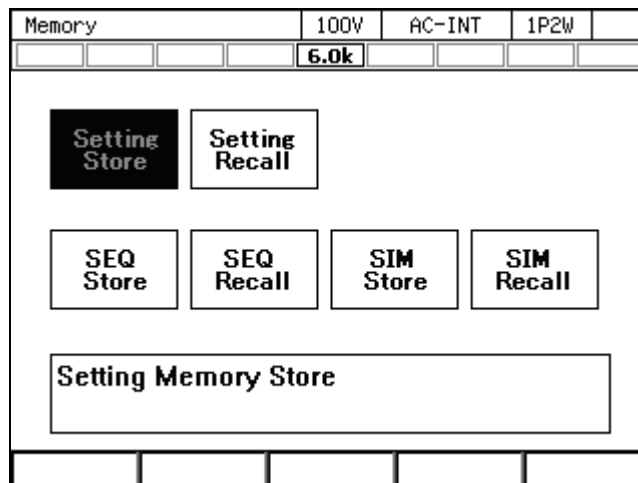 Memory 100V AC-INT 1P2W
6.0k
Setting Store
Setting Recall
SEQ Store
SEQ Recall
SIM Store
SIM Recall
Setting Memory Store